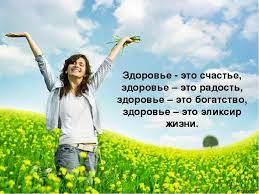 Здоровье - это счастье,
здоровье – это радость,
здоровье – это богатство,
здоровье – это эликсир
жизни.